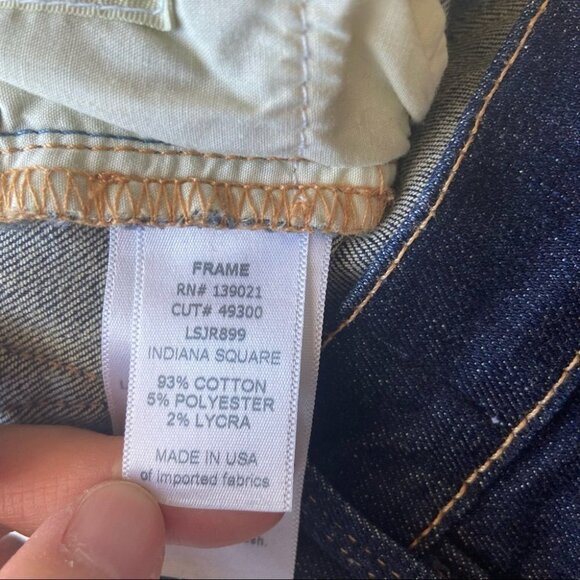 FRAME
RN# 139021
CUT# 49300
LSJR899
INDIANA SQUARE
93% COTTON
5% POLYESTER
2% LYCRA
MADE IN USA
of imported fabrics